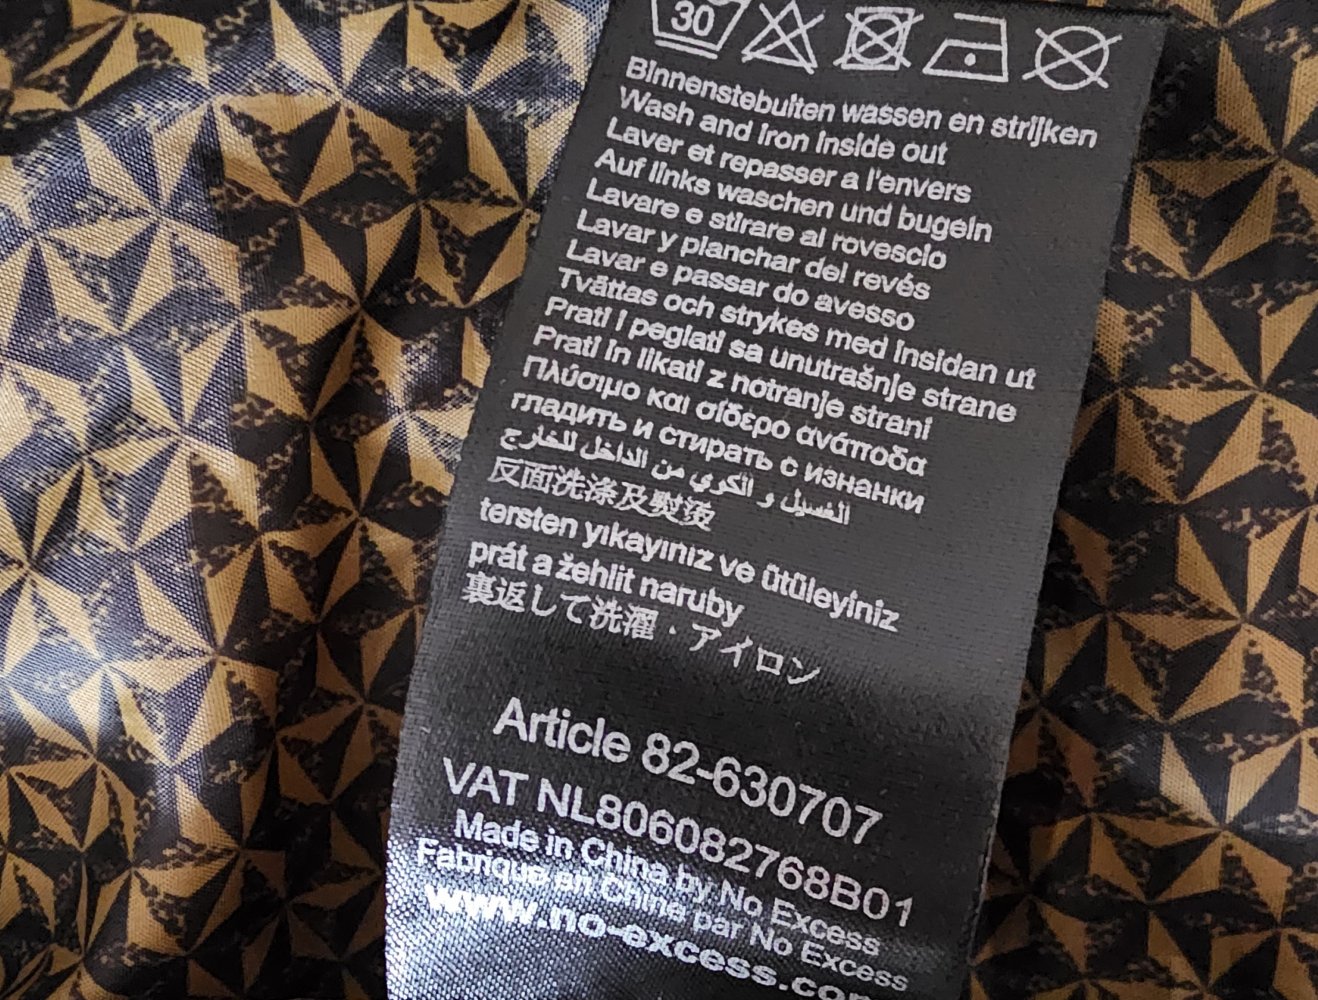 30
Binnenstebuiten wassen en strijken
Wash and iron inside out
Laver et repasser a l'envers
Auf links waschen und bugeln
Lavare e stirare al rovescio
Lavar y planchar del revés
Lavar e passar do avesso
Tvättas och strykes med insidan ut
Prati i peglati sa unutrašnje strane
Prati in likati z notranje strani
Πλύσιμο και σίδερο ανάποδα
гладить и стирать с изнанки
الغسيل و الكوي من الداخل للخارج
反面洗涤及熨烫
tersten yıkayınız ve ütüleyiniz
prát a žehlit naruby
裏返して洗濯・アイロン
Article 82-630707
VAT NL806082768B01
Made in China by No Excess
Fabrique en Chine par No Excess
www.no-excess.com